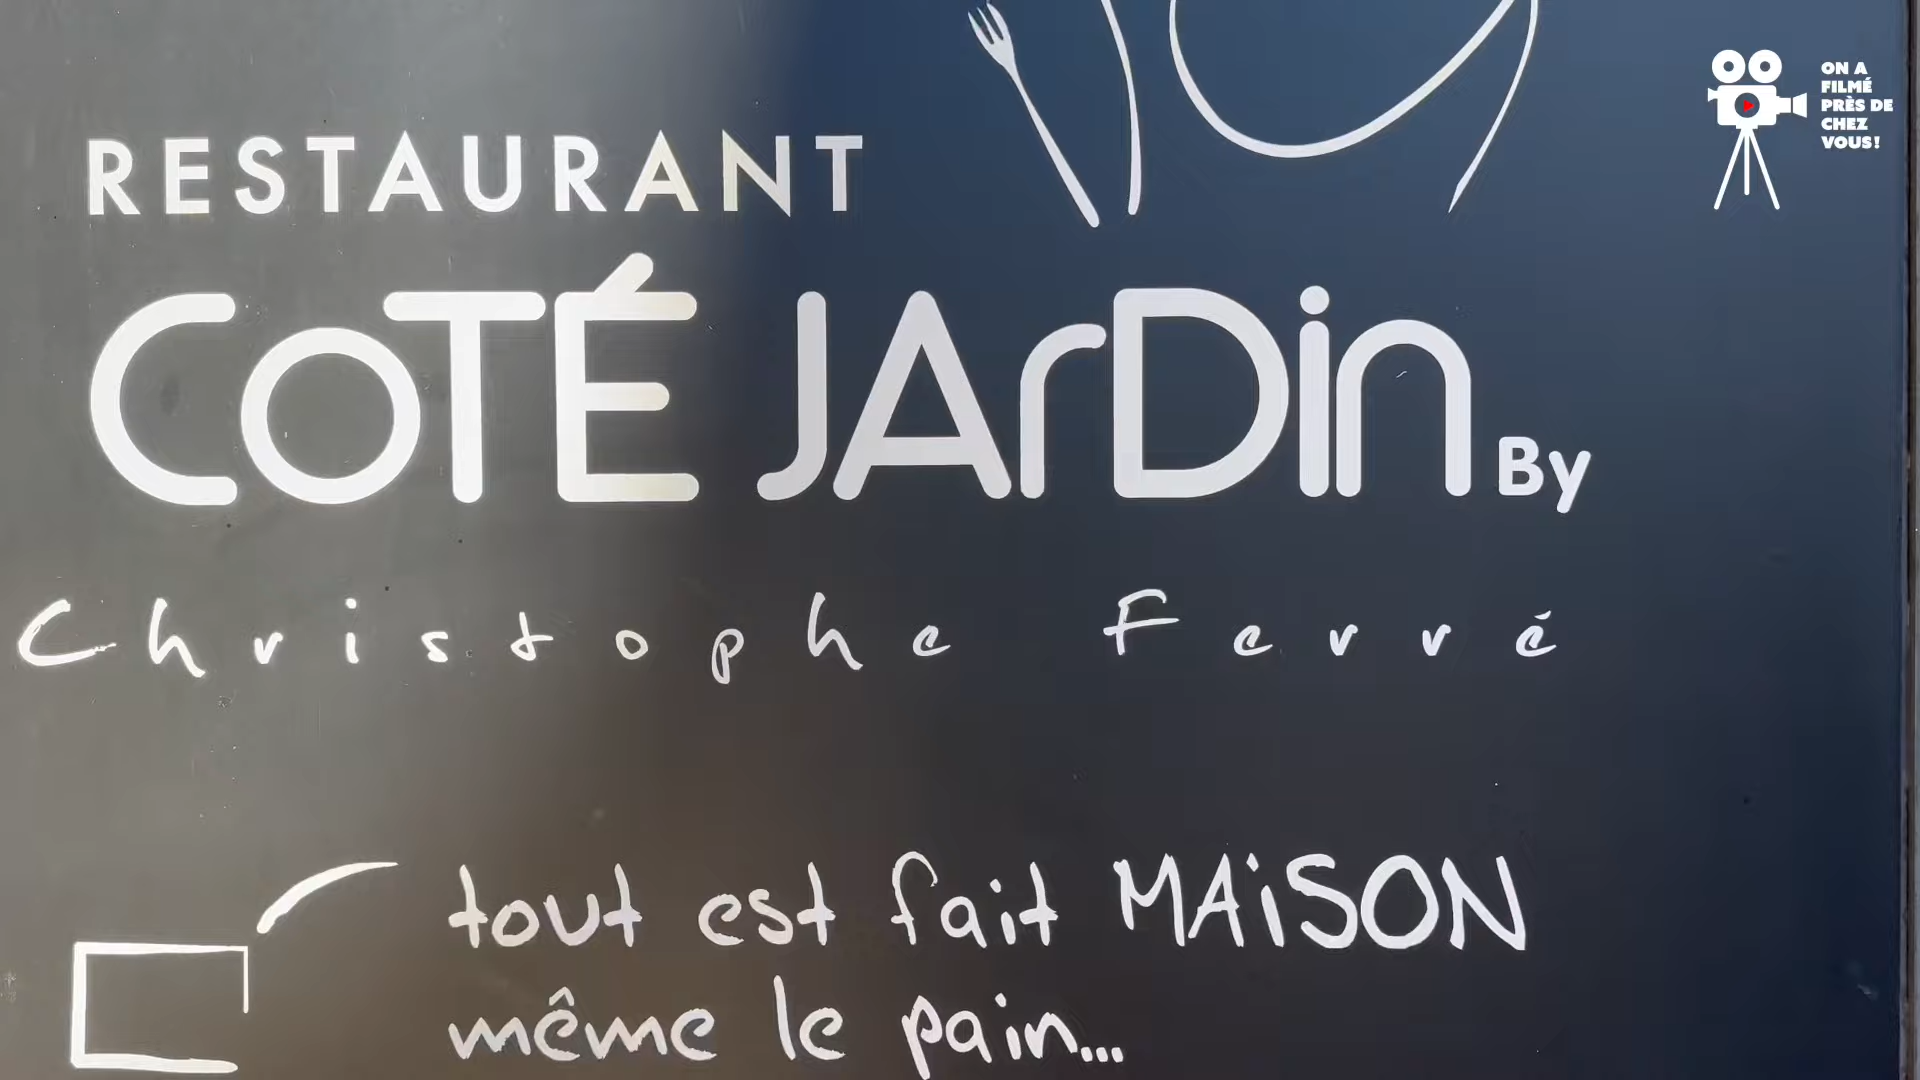 RESTAURANT
CoTÉ JArDin By
Christophe Ferré
tout est fait MAiSON
même le pain...
ON A
FILMÉ
PRÈS DE
CHEZ
VOUS!